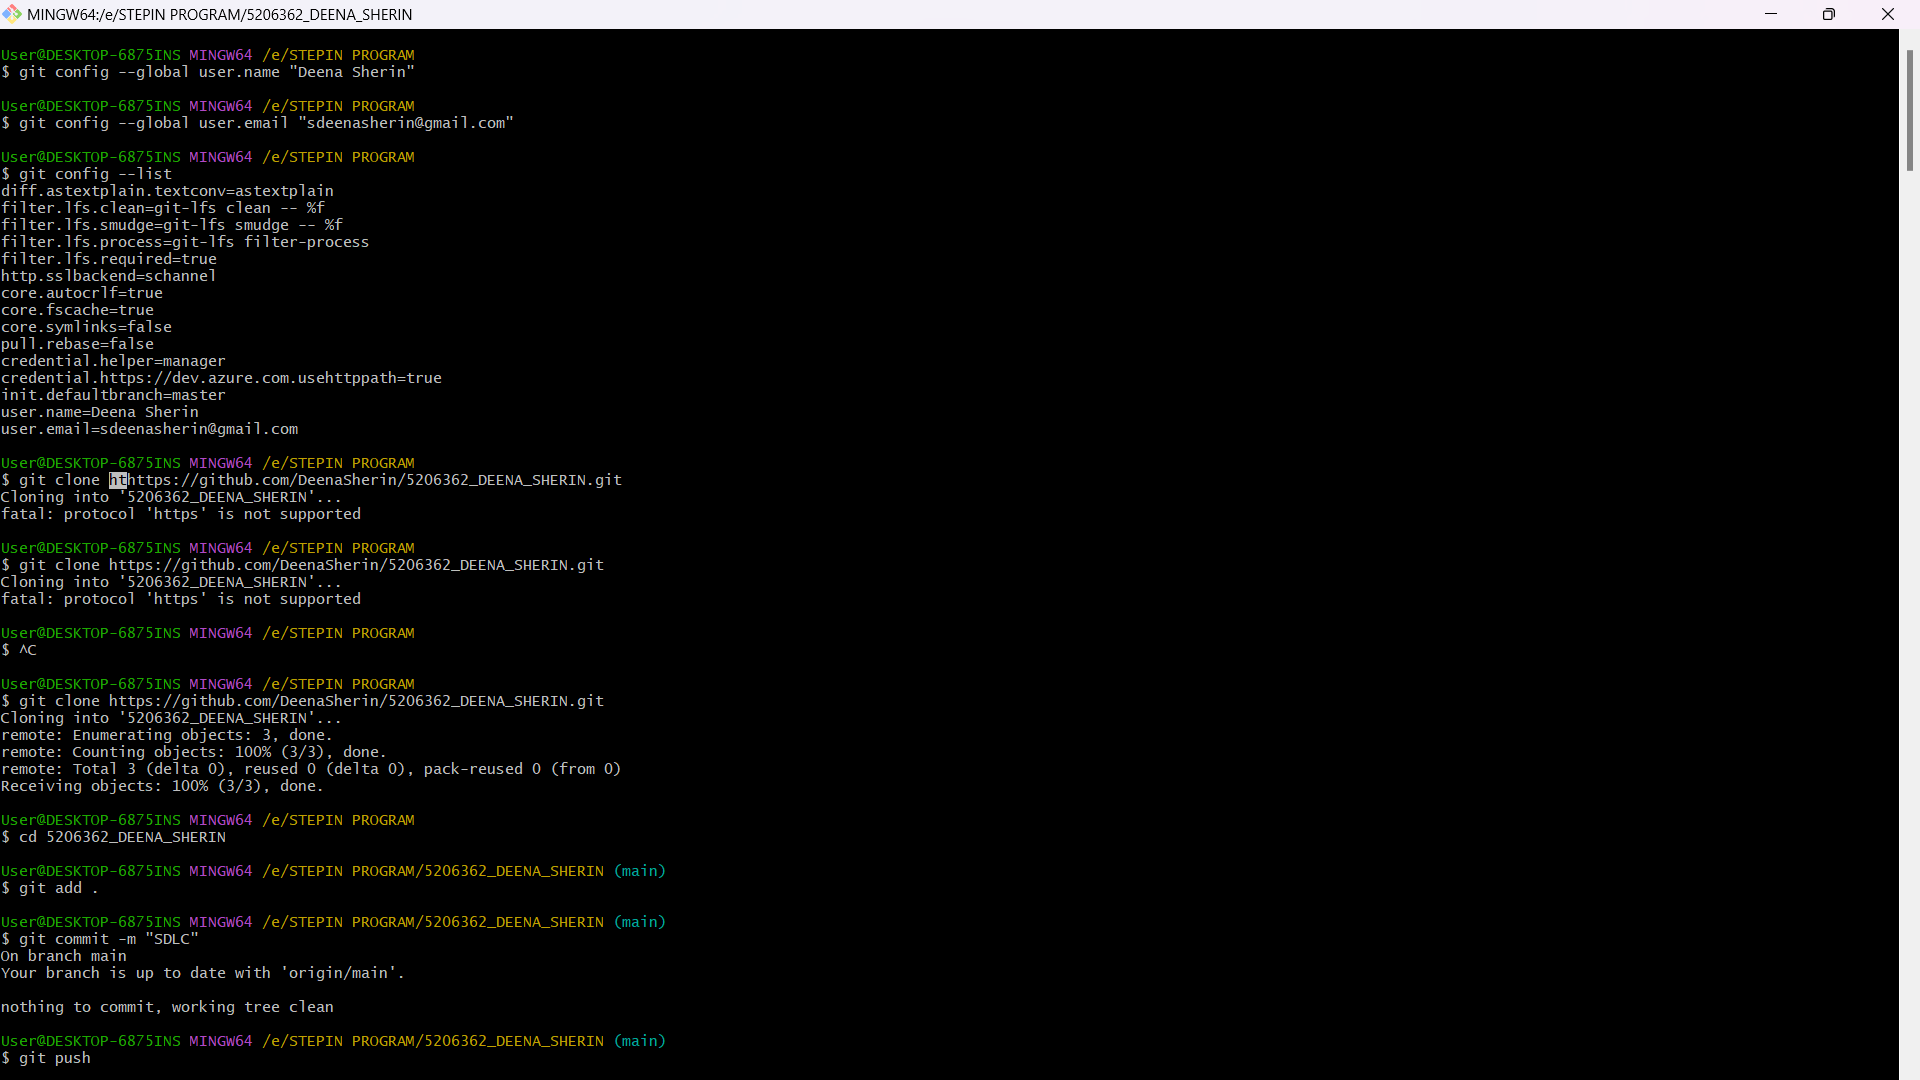 MINGW64:/e/STEPIN PROGRAM/5206362_DEENA_SHERIN
User@DESKTOP-6875INS MINGW64 /e/STEPIN PROGRAM
$ git config --global user.name "Deena Sherin"
User@DESKTOP-6875INS MINGW64 /e/STEPIN PROGRAM
$ git config --global user.email "sdeenasherin@gmail.com"
User@DESKTOP-6875INS MINGW64 /e/STEPIN PROGRAM
$ git config --list
diff.astextplain.textconv=astextplain
filter.lfs.clean=git-lfs clean -- %f
filter.lfs.smudge=git-lfs smudge -- %f
filter.lfs.process=git-lfs filter-process
filter.lfs.required=true
http.sslbackend=schannel
core.autocrlf=true
core.fscache=true
core.symlinks=false
pull.rebase=false
credential.helper=manager
credential.https://dev.azure.com.usehttppath=true
init.defaultbranch=master
user.name=Deena Sherin
user.email=sdeenasherin@gmail.com
User@DESKTOP-6875INS MINGW64 /e/STEPIN PROGRAM
$ git clone hthttps://github.com/DeenaSherin/5206362_DEENA_SHERIN.git
Cloning into '5206362_DEENA_SHERIN'...
fatal: protocol 'https' is not supported
User@DESKTOP-6875INS MINGW64 /e/STEPIN PROGRAM
$ git clone https://github.com/DeenaSherin/5206362_DEENA_SHERIN.git
Cloning into '5206362_DEENA_SHERIN'...
fatal: protocol 'https' is not supported
User@DESKTOP-6875INS MINGW64 /e/STEPIN PROGRAM
$ ^C
User@DESKTOP-6875INS MINGW64 /e/STEPIN PROGRAM
$ git clone https://github.com/DeenaSherin/5206362_DEENA_SHERIN.git
Cloning into '5206362_DEENA_SHERIN'...
remote: Enumerating objects: 3, done.
remote: Counting objects: 100% (3/3), done.
remote: Total 3 (delta 0), reused 0 (delta 0), pack-reused 0 (from 0)
Receiving objects: 100% (3/3), done.
User@DESKTOP-6875INS MINGW64 /e/STEPIN PROGRAM
$ cd 5206362_DEENA_SHERIN
User@DESKTOP-6875INS MINGW64 /e/STEPIN PROGRAM/5206362_DEENA_SHERIN (main)
$ git add .
User@DESKTOP-6875INS MINGW64 /e/STEPIN PROGRAM/5206362_DEENA_SHERIN (main)
$ git commit -m "SDLC"
On branch main
Your branch is up to date with 'origin/main'.
nothing to commit, working tree clean
User@DESKTOP-6875INS MINGW64 /e/STEPIN PROGRAM/5206362_DEENA_SHERIN (main)
$ git push